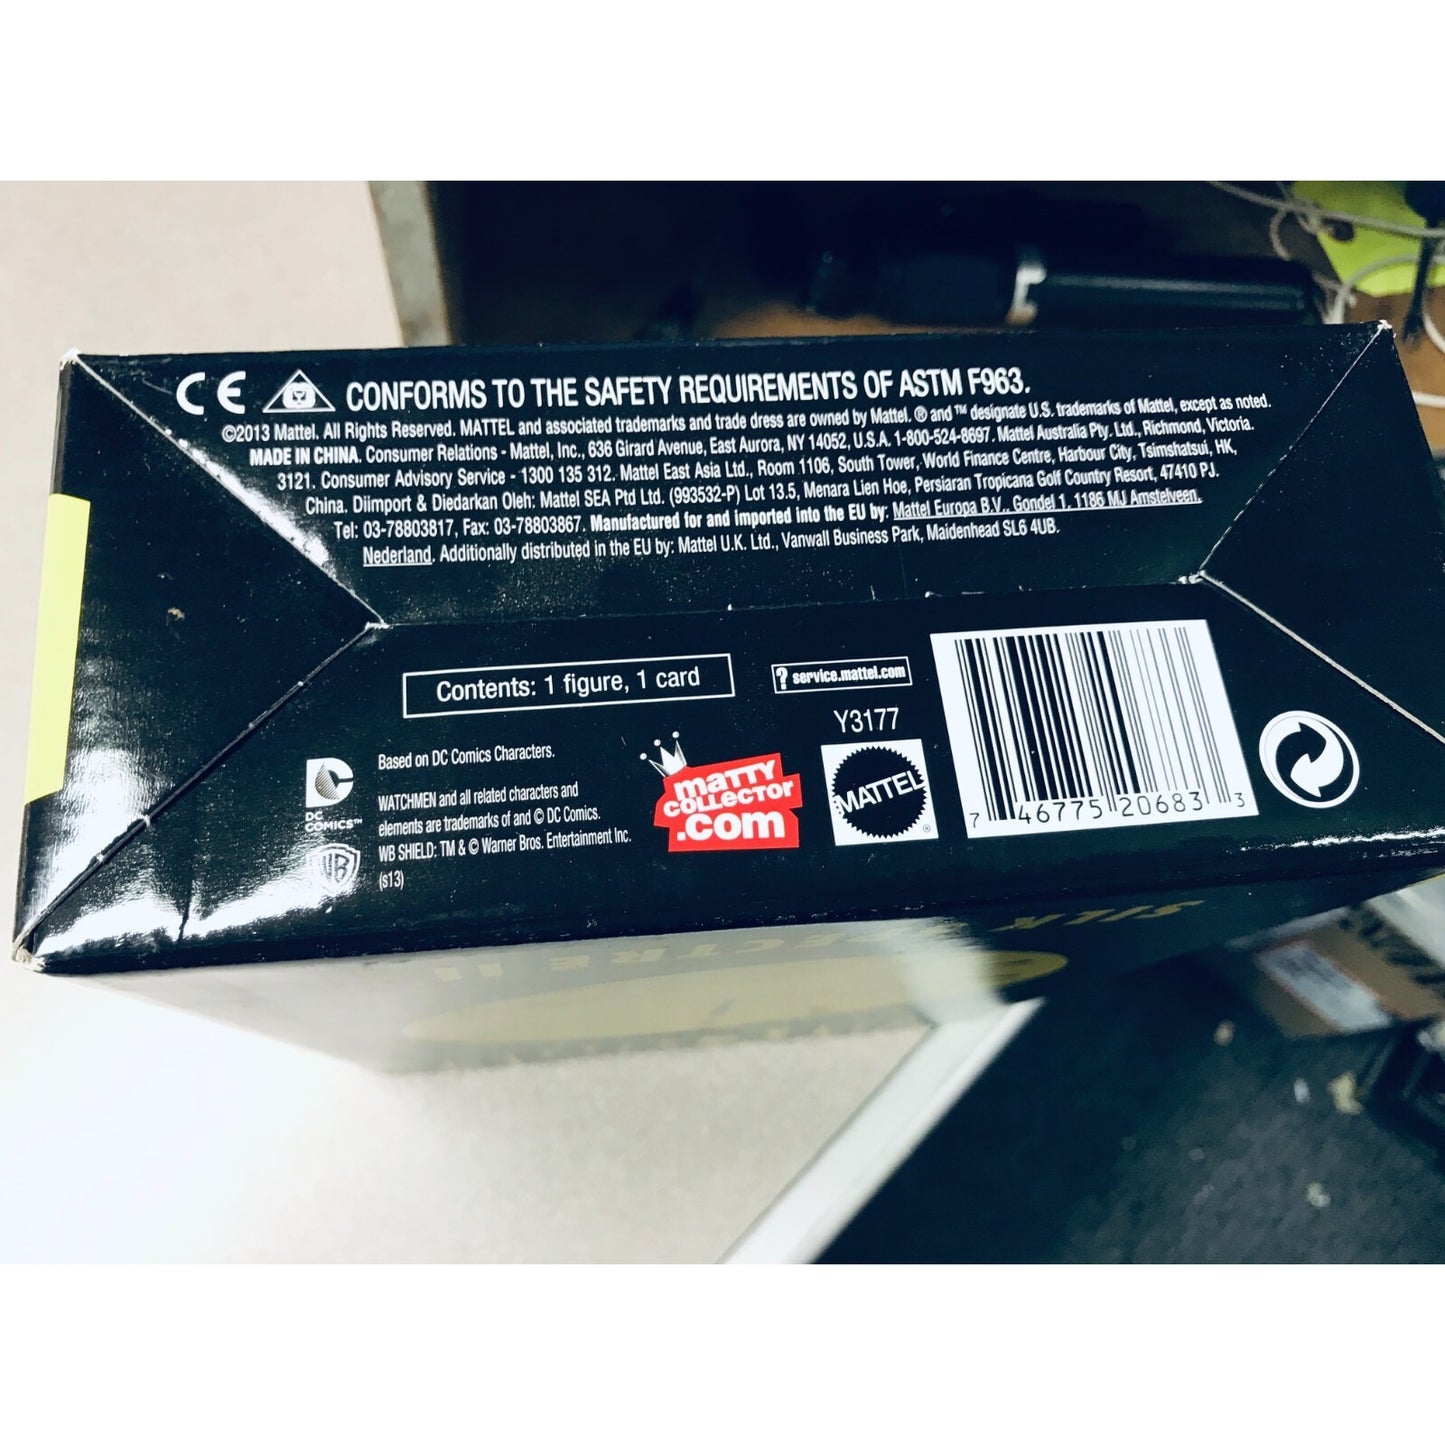 CE CONFORMS TO THE SAFETY REQUIREMENTS OF ASTM F963.
©2013 Mattel. All Rights Reserved. MATTEL and associated trademarks and trade dress are owned by Mattel. ® and ™ designate U.S. trademarks of Mattel, except as noted.
MADE IN CHINA. Consumer Relations - Mattel, Inc., 636 Girard Avenue, East Aurora, NY 14052, U.S.A. 1-800-524-8697. Mattel Australia Pty. Ltd., Richmond, Victoria.
3121. Consumer Advisory Service - 1300 135 312. Mattel East Asia Ltd., Room 1106, South Tower, World Finance Centre, Harbour City, Tsimshatsui, HK,
China. Diimport & Diedarkan Oleh: Mattel SEA Ptd Ltd. (993532-P) Lot 13.5, Menara Lien Hoe, Persiaran Tropicana Golf Country Resort, 47410 PJ.
Tel: 03-78803817, Fax: 03-78803867. Manufactured for and imported into the EU by: Mattel Europa B.V., Gondel 1, 1186 MJ Amstelveen,
Nederland. Additionally distributed in the EU by: Mattel U.K. Ltd., Vanwall Business Park, Maidenhead SL6 4UB.
Contents: 1 figure, 1 card
? service.mattel.com
Y3177
DC
COMICS™
Based on DC Comics Characters.
WATCHMEN and all related characters and
elements are trademarks of and © DC Comics.
WB SHIELD: TM & © Warner Bros. Entertainment Inc.
(s13)
WB
maTTY
COLLECTOR
.com
MATTEL®
7 46775 20683 3
SILK SPECTRE II